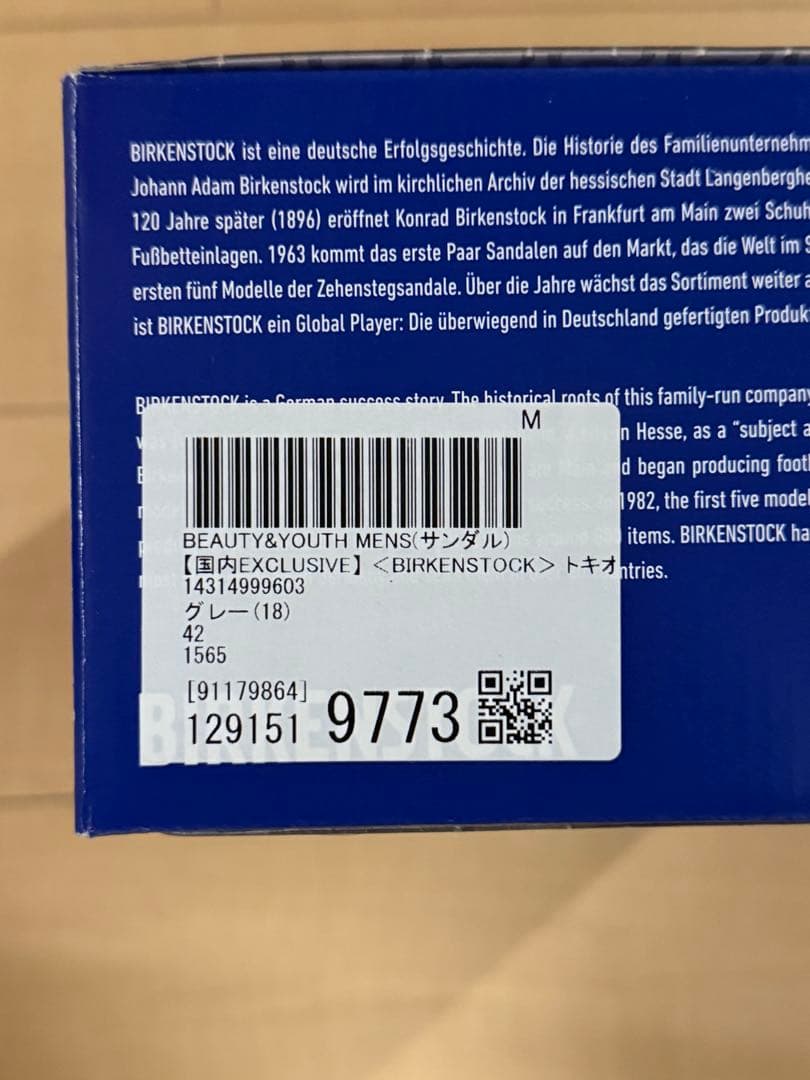 BIRKENSTOCK ist eine deutsche Erfolgsgeschichte. Die Historie des Familienunternehm
Johann Adam Birkenstock wird im kirchlichen Archiv der hessischen Stadt Langenberghe
120 Jahre später (1896) eröffnet Konrad Birkenstock in Frankfurt am Main zwei Schuh
Fußbetteinlagen. 1963 kommt das erste Paar Sandalen auf den Markt, das die Welt im S
ersten fünf Modelle der Zehenstegsandale. Über die Jahre wächst das Sortiment weiter a
ist BIRKENSTOCK ein Global Player: Die überwiegend in Deutschland gefertigten Produk
BIRKENSTOCK is a German success story. The historical roots of this family-run company
n Hesse, as a “subject a
d began producing foot
1982, the first five model
items. BIRKENSTOCK ha
ntries.
M
BEAUTY&YOUTH MENS(サンダル)
【国内EXCLUSIVE】＜BIRKENSTOCK＞トキオ
14314999603
グレー(18)
42
1565
[91179864]
129151 9773
BIRKENSTOCK